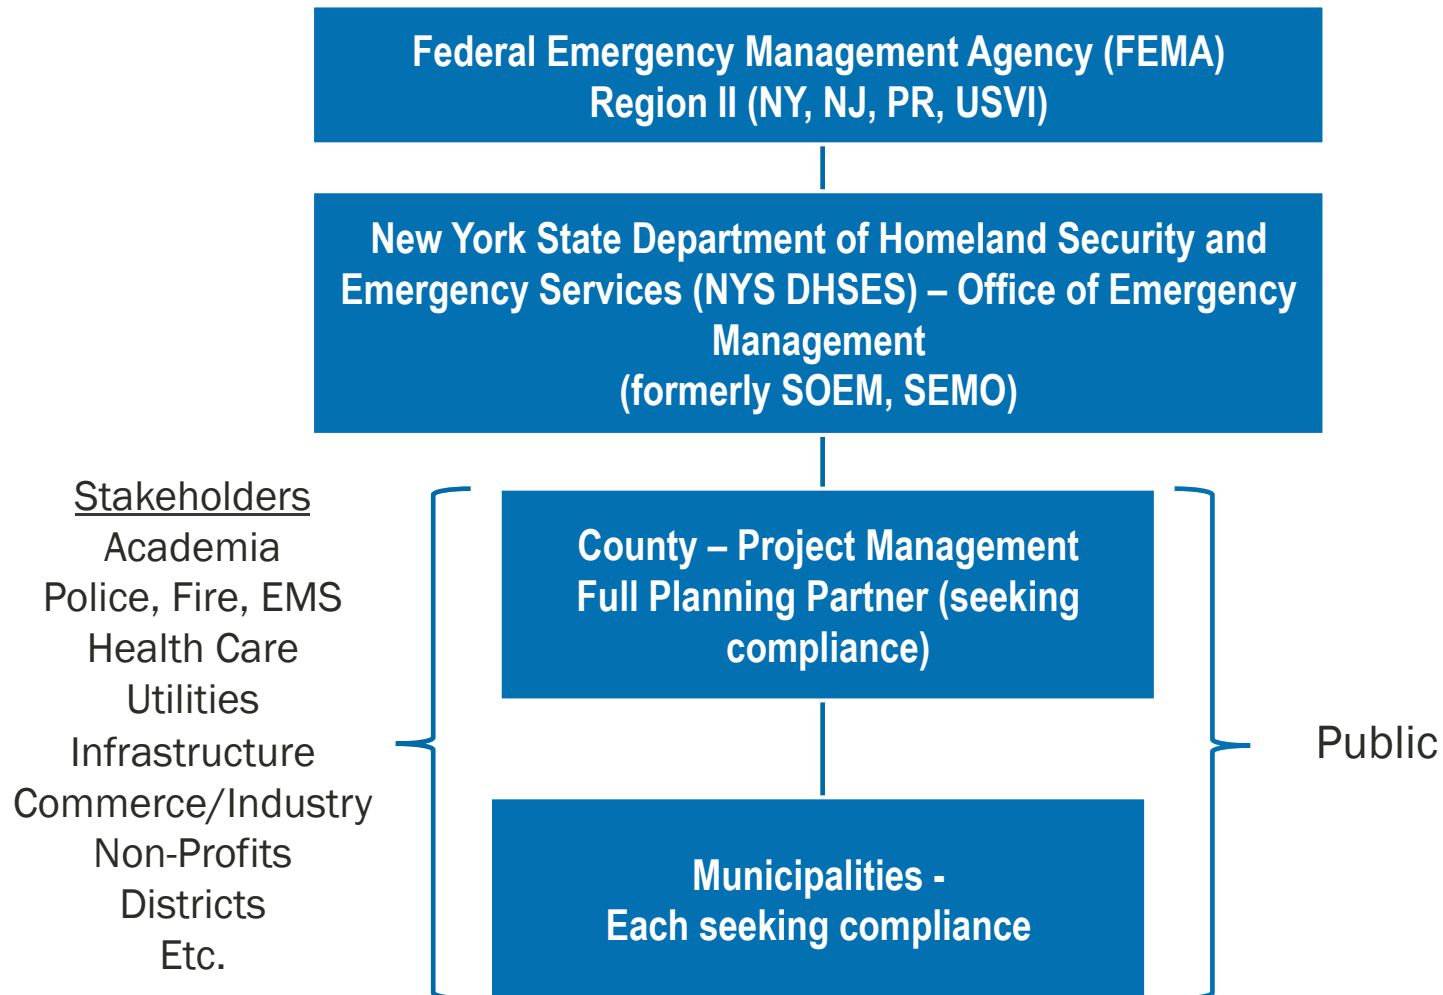 Federal Emergency Management Agency (FEMA)
Region II (NY, NJ, PR, USVI)
New York State Department of Homeland Security and
Emergency Services (NYS DHSES) – Office of Emergency
Management
(formerly SOEM, SEMO)
Stakeholders
Academia
Police, Fire, EMS
Health Care
Utilities
Infrastructure
Commerce/Industry
Non-Profits
Districts
Etc.
County – Project Management
Full Planning Partner (seeking
compliance)
Municipalities -
Each seeking compliance
Public